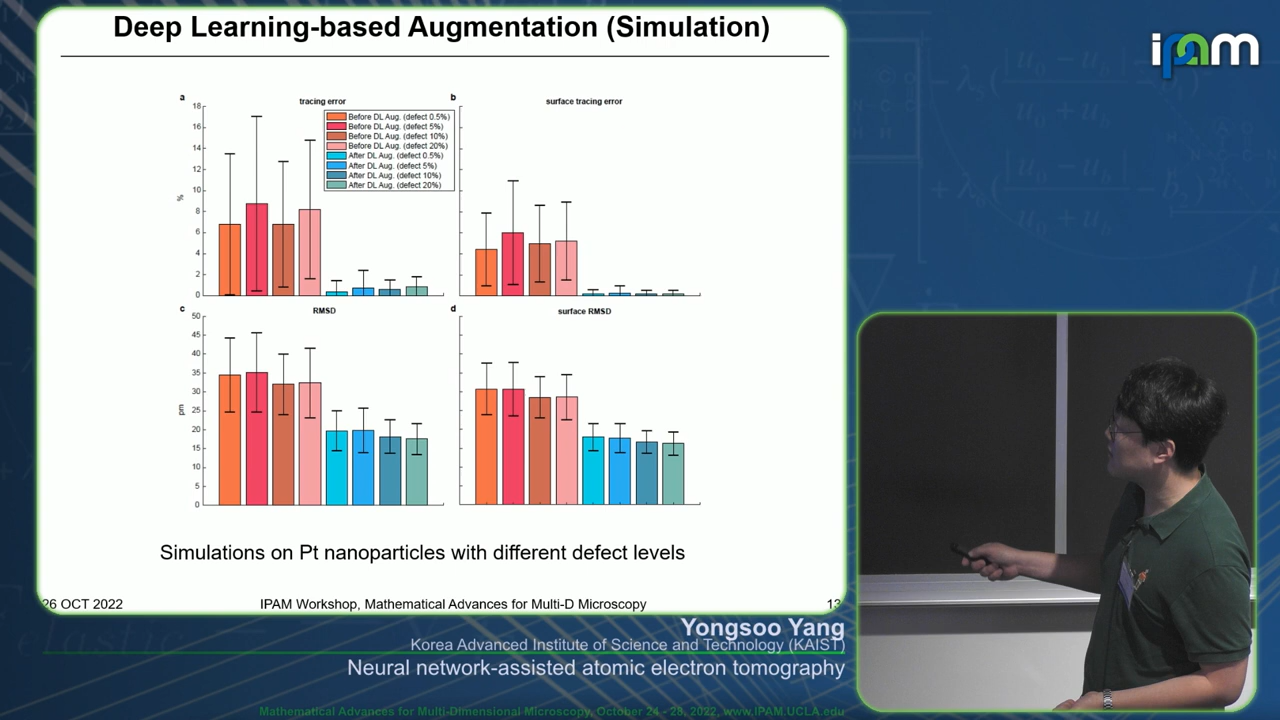 Deep Learning-based Augmentation (Simulation)
ipam
a
tracing error
b
surface tracing error
18
16
14
12
10
8
6
4
2
0
%
Before DL Aug. (defect 0.5%)
Before DL Aug. (defect 5%)
Before DL Aug. (defect 10%)
Before DL Aug. (defect 20%)
After DL Aug. (defect 0.5%)
After DL Aug. (defect 5%)
After DL Aug. (defect 10%)
After DL Aug. (defect 20%)
c
RMSD
d
surface RMSD
50
45
40
35
30
25
20
15
10
5
0
pm
Simulations on Pt nanoparticles with different defect levels
26 OCT 2022
IPAM Workshop, Mathematical Advances for Multi-D Microscopy
13
Yongsoo Yang
Korea Advanced Institute of Science and Technology (KAIST)
Neural network-assisted atomic electron tomography
Mathematical Advances for Multi-Dimensional Microscopy, October 24 - 28, 2022, www.IPAM.UCLA.edu